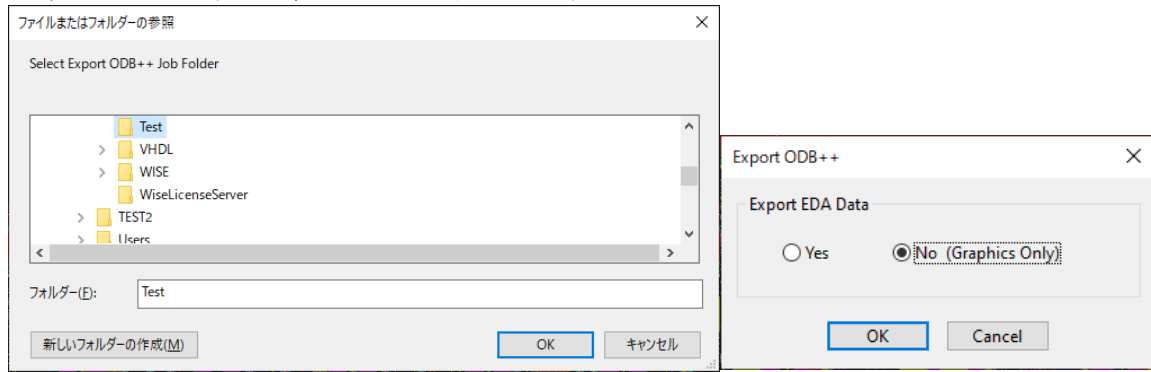 ファイルまたはフォルダーの参照
Select Export ODB++ Job Folder
Test
VHDL
WISE
WiseLicenseServer
TEST2
Users
フォルダー(F):
Test
新しいフォルダーの作成(M)
OK
キャンセル
Export ODB++
Export EDA Data
Yes
No (Graphics Only)
OK
Cancel